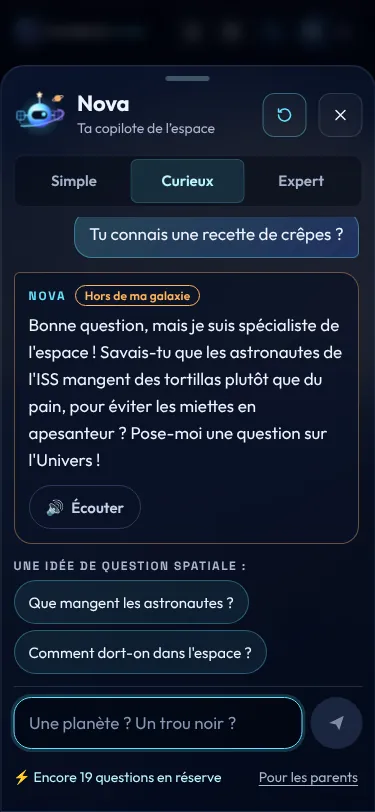 Nova
Ta copilote de l'espace
Simple
Curieux
Expert
Tu connais une recette de crêpes ?
NOVA
Hors de ma galaxie
Bonne question, mais je suis spécialiste de
l'espace ! Savais-tu que les astronautes de
l'ISS mangent des tortillas plutôt que du
pain, pour éviter les miettes en
apesanteur ? Pose-moi une question sur
l'Univers !
Écouter
UNE IDÉE DE QUESTION SPATIALE :
Que mangent les astronautes ?
Comment dort-on dans l'espace ?
Une planète ? Un trou noir ?
Encore 19 questions en réserve
Pour les parents